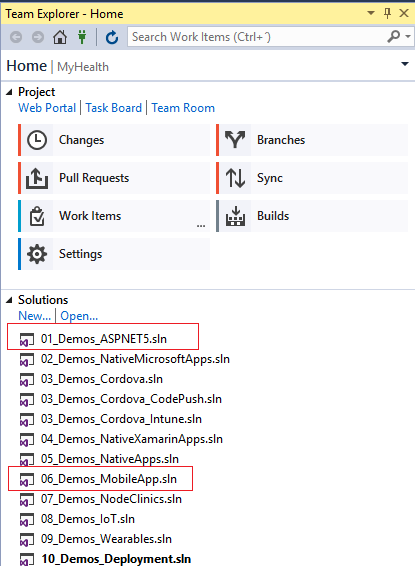 Team Explorer - Home
Search Work Items (Ctrl+´)
Home | MyHealth
Project
Web Portal | Task Board | Team Room
Changes
Branches
Pull Requests
Sync
Work Items
...
Builds
Settings
Solutions
New... | Open...
01_Demos_ASPNET5.sln
02_Demos_NativeMicrosoftApps.sln
03_Demos_Cordova.sln
03_Demos_Cordova_CodePush.sln
03_Demos_Cordova_Intune.sln
04_Demos_NativeXamarinApps.sln
05_Demos_NativeApps.sln
06_Demos_MobileApp.sln
07_Demos_NodeClinics.sln
08_Demos_IoT.sln
09_Demos_Wearables.sln
10_Demos_Deployment.sln